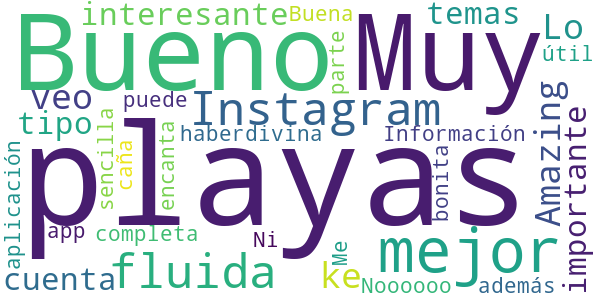 interesante
Buena
temas
Lo
Bueno
Muy
parte
útil
veo
puede
Instagram
tipo
haberdivina
Información
Amazing
importante
sencilla
caña
encanta
playas
bonita
aplicación
app
completa
Ni
Me
mejor
cuenta
fluida
ke
Noooooo
además